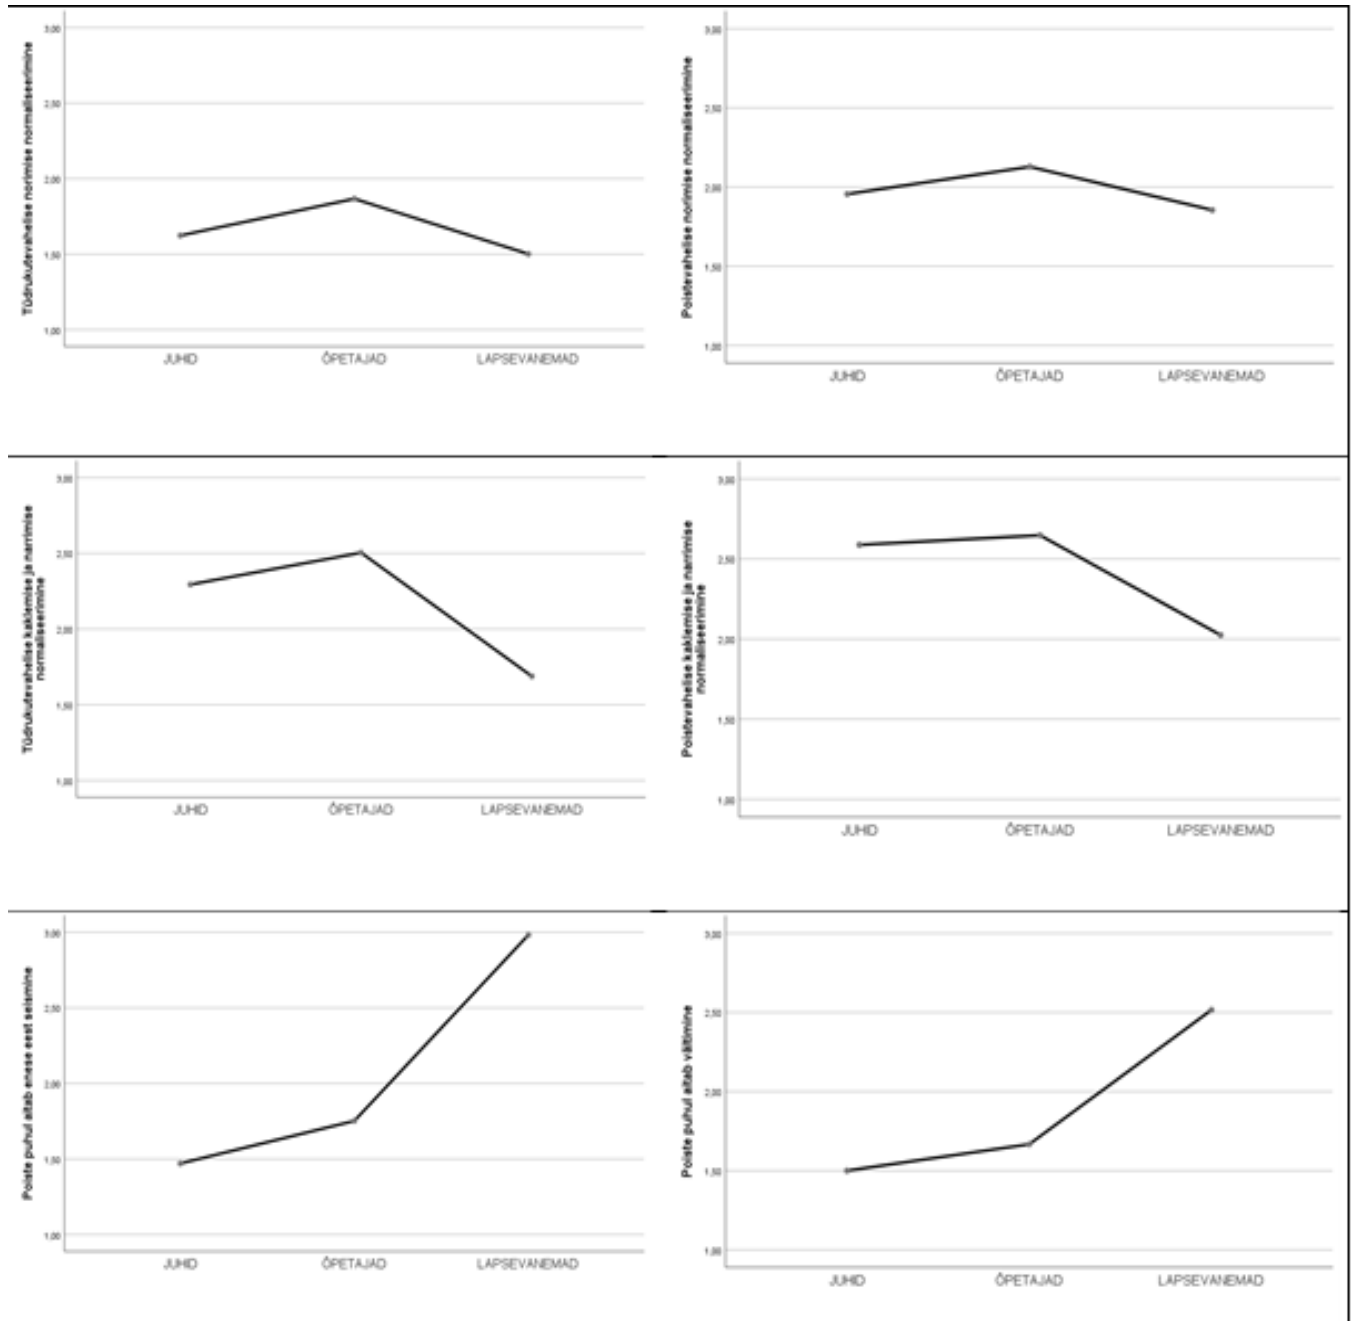 Tüdrukutevahelise norimise normaliseerimine
3,00
2,50
2,00
1,50
1,00
JUHID ÕPETAJAD LAPSEVANEMAD
Poistevahelise norimise normaliseerimine
3,00
2,50
2,00
1,50
1,00
JUHID ÕPETAJAD LAPSEVANEMAD
Tüdrukutevahelise kaklemise ja narrimise
normaliseerimine
3,00
2,50
2,00
1,50
1,00
JUHID ÕPETAJAD LAPSEVANEMAD
Poistevahelise kaklemise ja narrimise
normaliseerimine
3,00
2,50
2,00
1,50
1,00
JUHID ÕPETAJAD LAPSEVANEMAD
Poiste puhul aitab enese eest seismine
3,00
2,50
2,00
1,50
1,00
JUHID ÕPETAJAD LAPSEVANEMAD
Poiste puhul aitab vältimine
3,00
2,50
2,00
1,50
1,00
JUHID ÕPETAJAD LAPSEVANEMAD